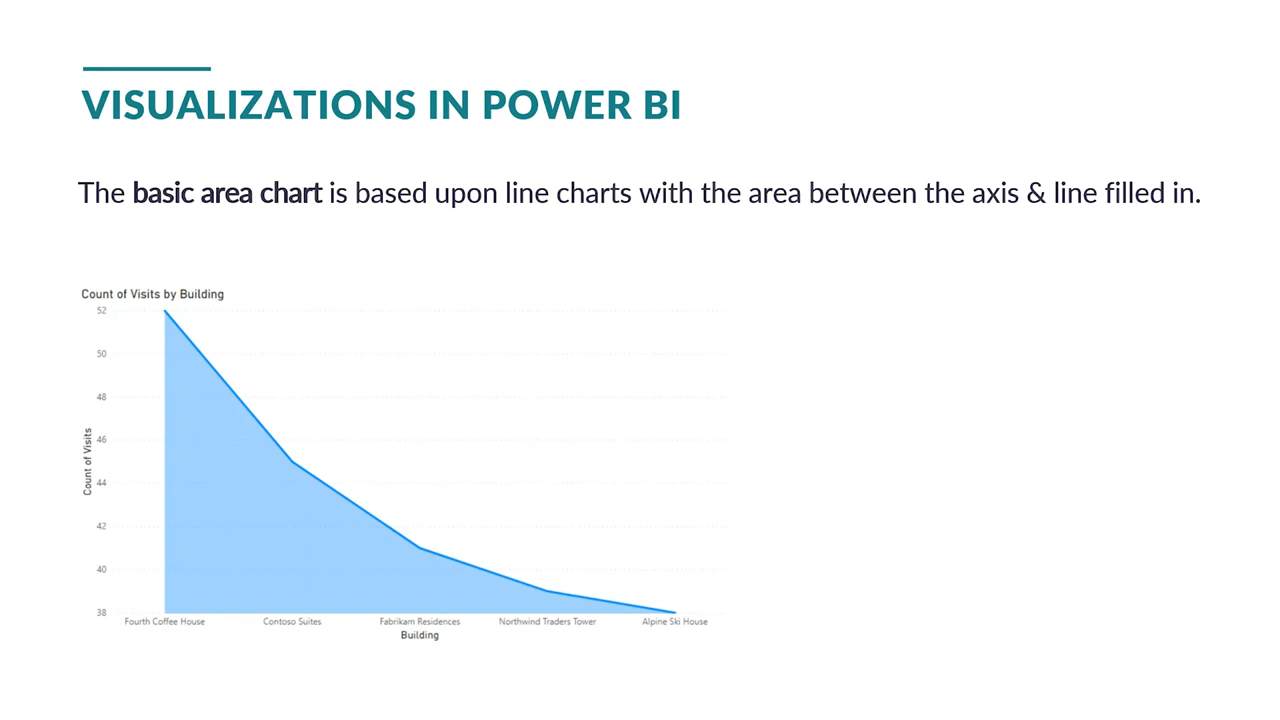 VISUALIZATIONS IN POWER BI
The basic area chart is based upon line charts with the area between the axis & line filled in.
Count of Visits by Building
52
50
48
46
44
42
40
38
Count of Visits
Fourth Coffee House Contoso Suites Fabrikam Residences Northwind Traders Tower Alpine Ski House
Building